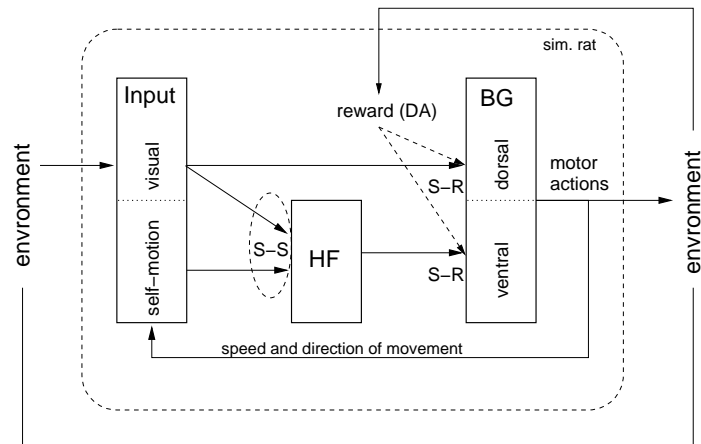 sim. rat
Input
BG
reward (DA)
visual
dorsal
motor
actions
S-R
envronment
envronment
S-S
HF
self-motion
S-R
ventral
speed and direction of movement